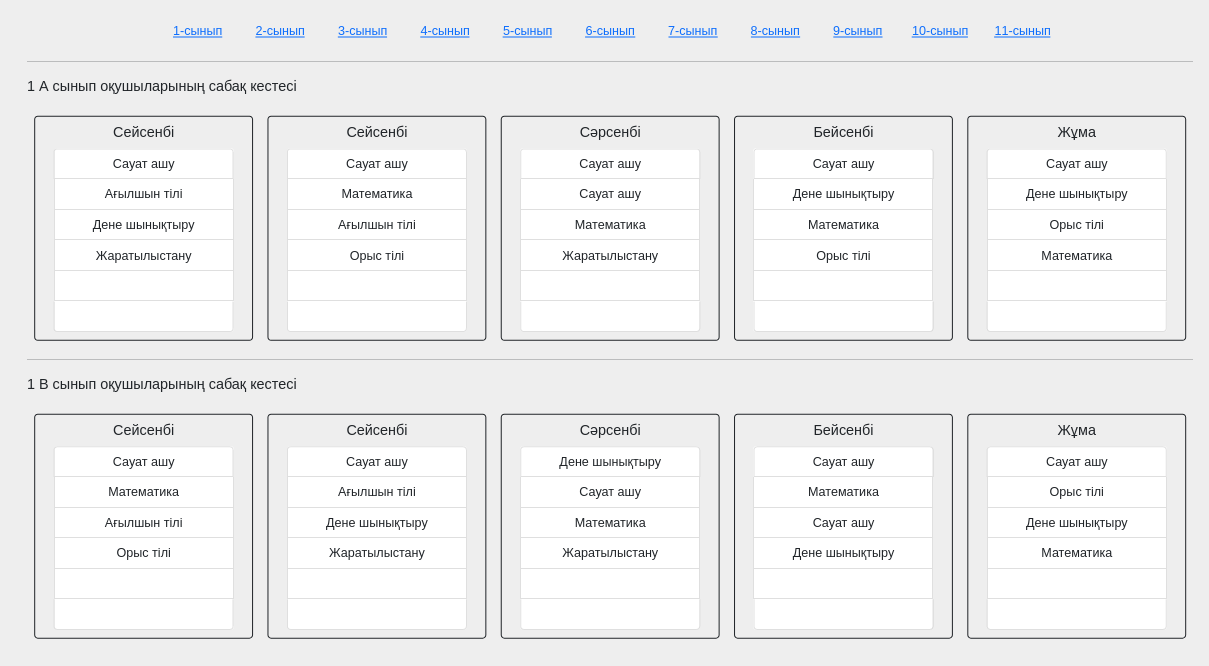 1-сынып 2-сынып 3-сынып 4-сынып 5-сынып 6-сынып 7-сынып 8-сынып 9-сынып 10-сынып 11-сынып
1 А сынып оқушыларының сабақ кестесі
Сейсенбі
Сауат ашу
Ағылшын тілі
Дене шынықтыру
Жаратылыстану
Сейсенбі
Сауат ашу
Математика
Ағылшын тілі
Орыс тілі
Сәрсенбі
Сауат ашу
Сауат ашу
Математика
Жаратылыстану
Бейсенбі
Сауат ашу
Дене шынықтыру
Математика
Орыс тілі
Жұма
Сауат ашу
Дене шынықтыру
Орыс тілі
Математика
1 В сынып оқушыларының сабақ кестесі
Сейсенбі
Сауат ашу
Математика
Ағылшын тілі
Орыс тілі
Сейсенбі
Сауат ашу
Ағылшын тілі
Дене шынықтыру
Жаратылыстану
Сәрсенбі
Дене шынықтыру
Сауат ашу
Математика
Жаратылыстану
Бейсенбі
Сауат ашу
Математика
Сауат ашу
Дене шынықтыру
Жұма
Сауат ашу
Орыс тілі
Дене шынықтыру
Математика